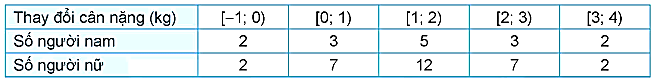 Thay đổi cân nặng (kg) [–1; 0) [0; 1) [1; 2) [2; 3) [3; 4)
Số người nam 2 3 5 3 2
Số người nữ 2 7 12 7 2